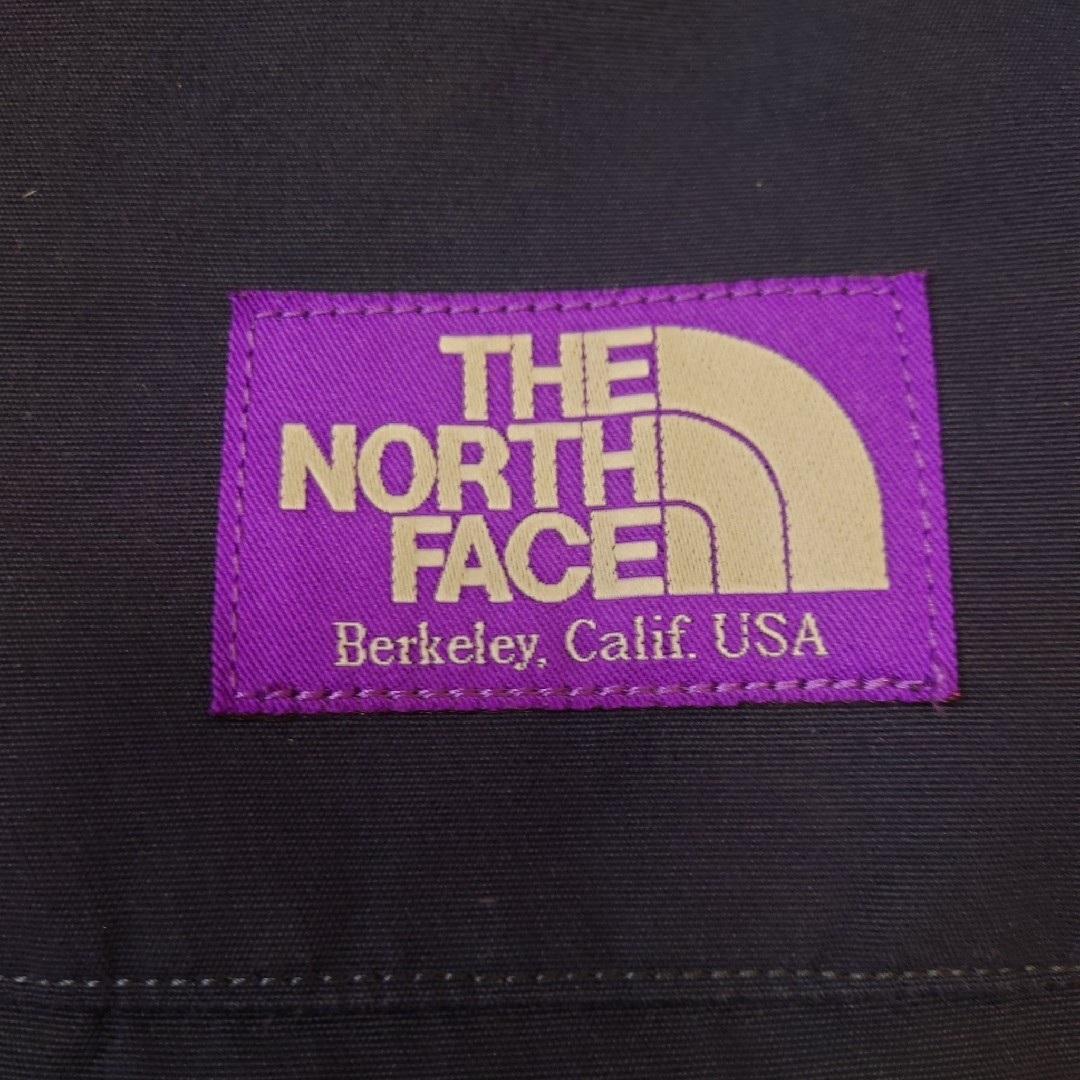 THE
NORTH
FACE
Berkeley, Calif. USA